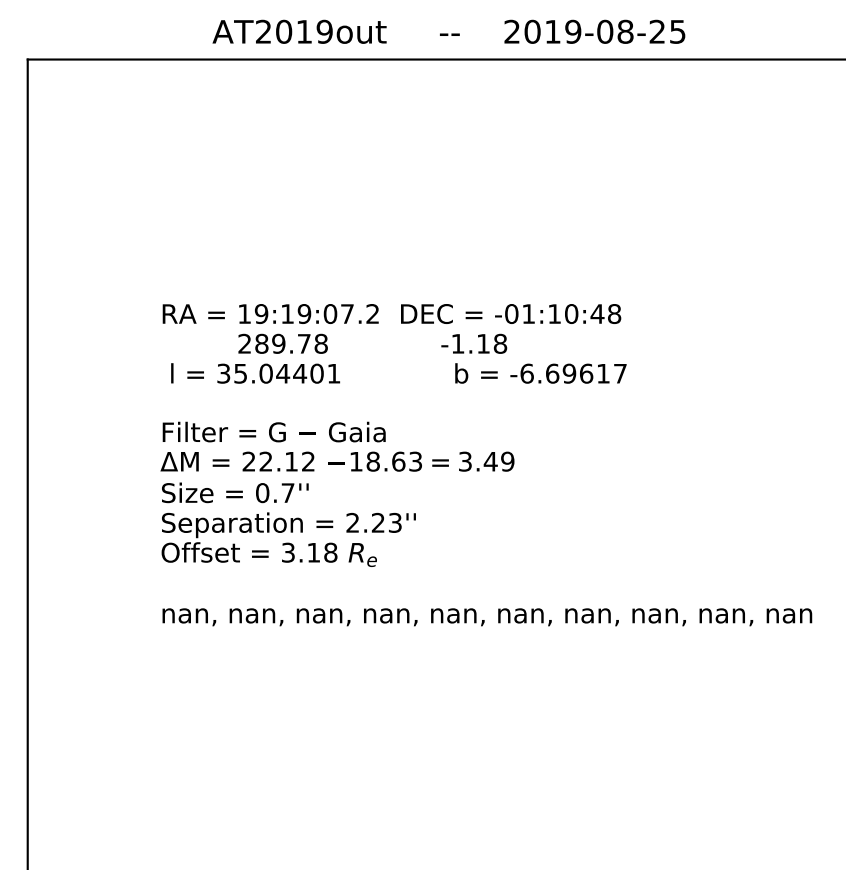 AT2019out -- 2019-08-25
RA = 19:19:07.2 DEC = -01:10:48
289.78 -1.18
l = 35.04401 b = -6.69617
Filter = G − Gaia
ΔM = 22.12 −18.63 = 3.49
Size = 0.7''
Separation = 2.23''
Offset = 3.18 Rₑ
nan, nan, nan, nan, nan, nan, nan, nan, nan, nan